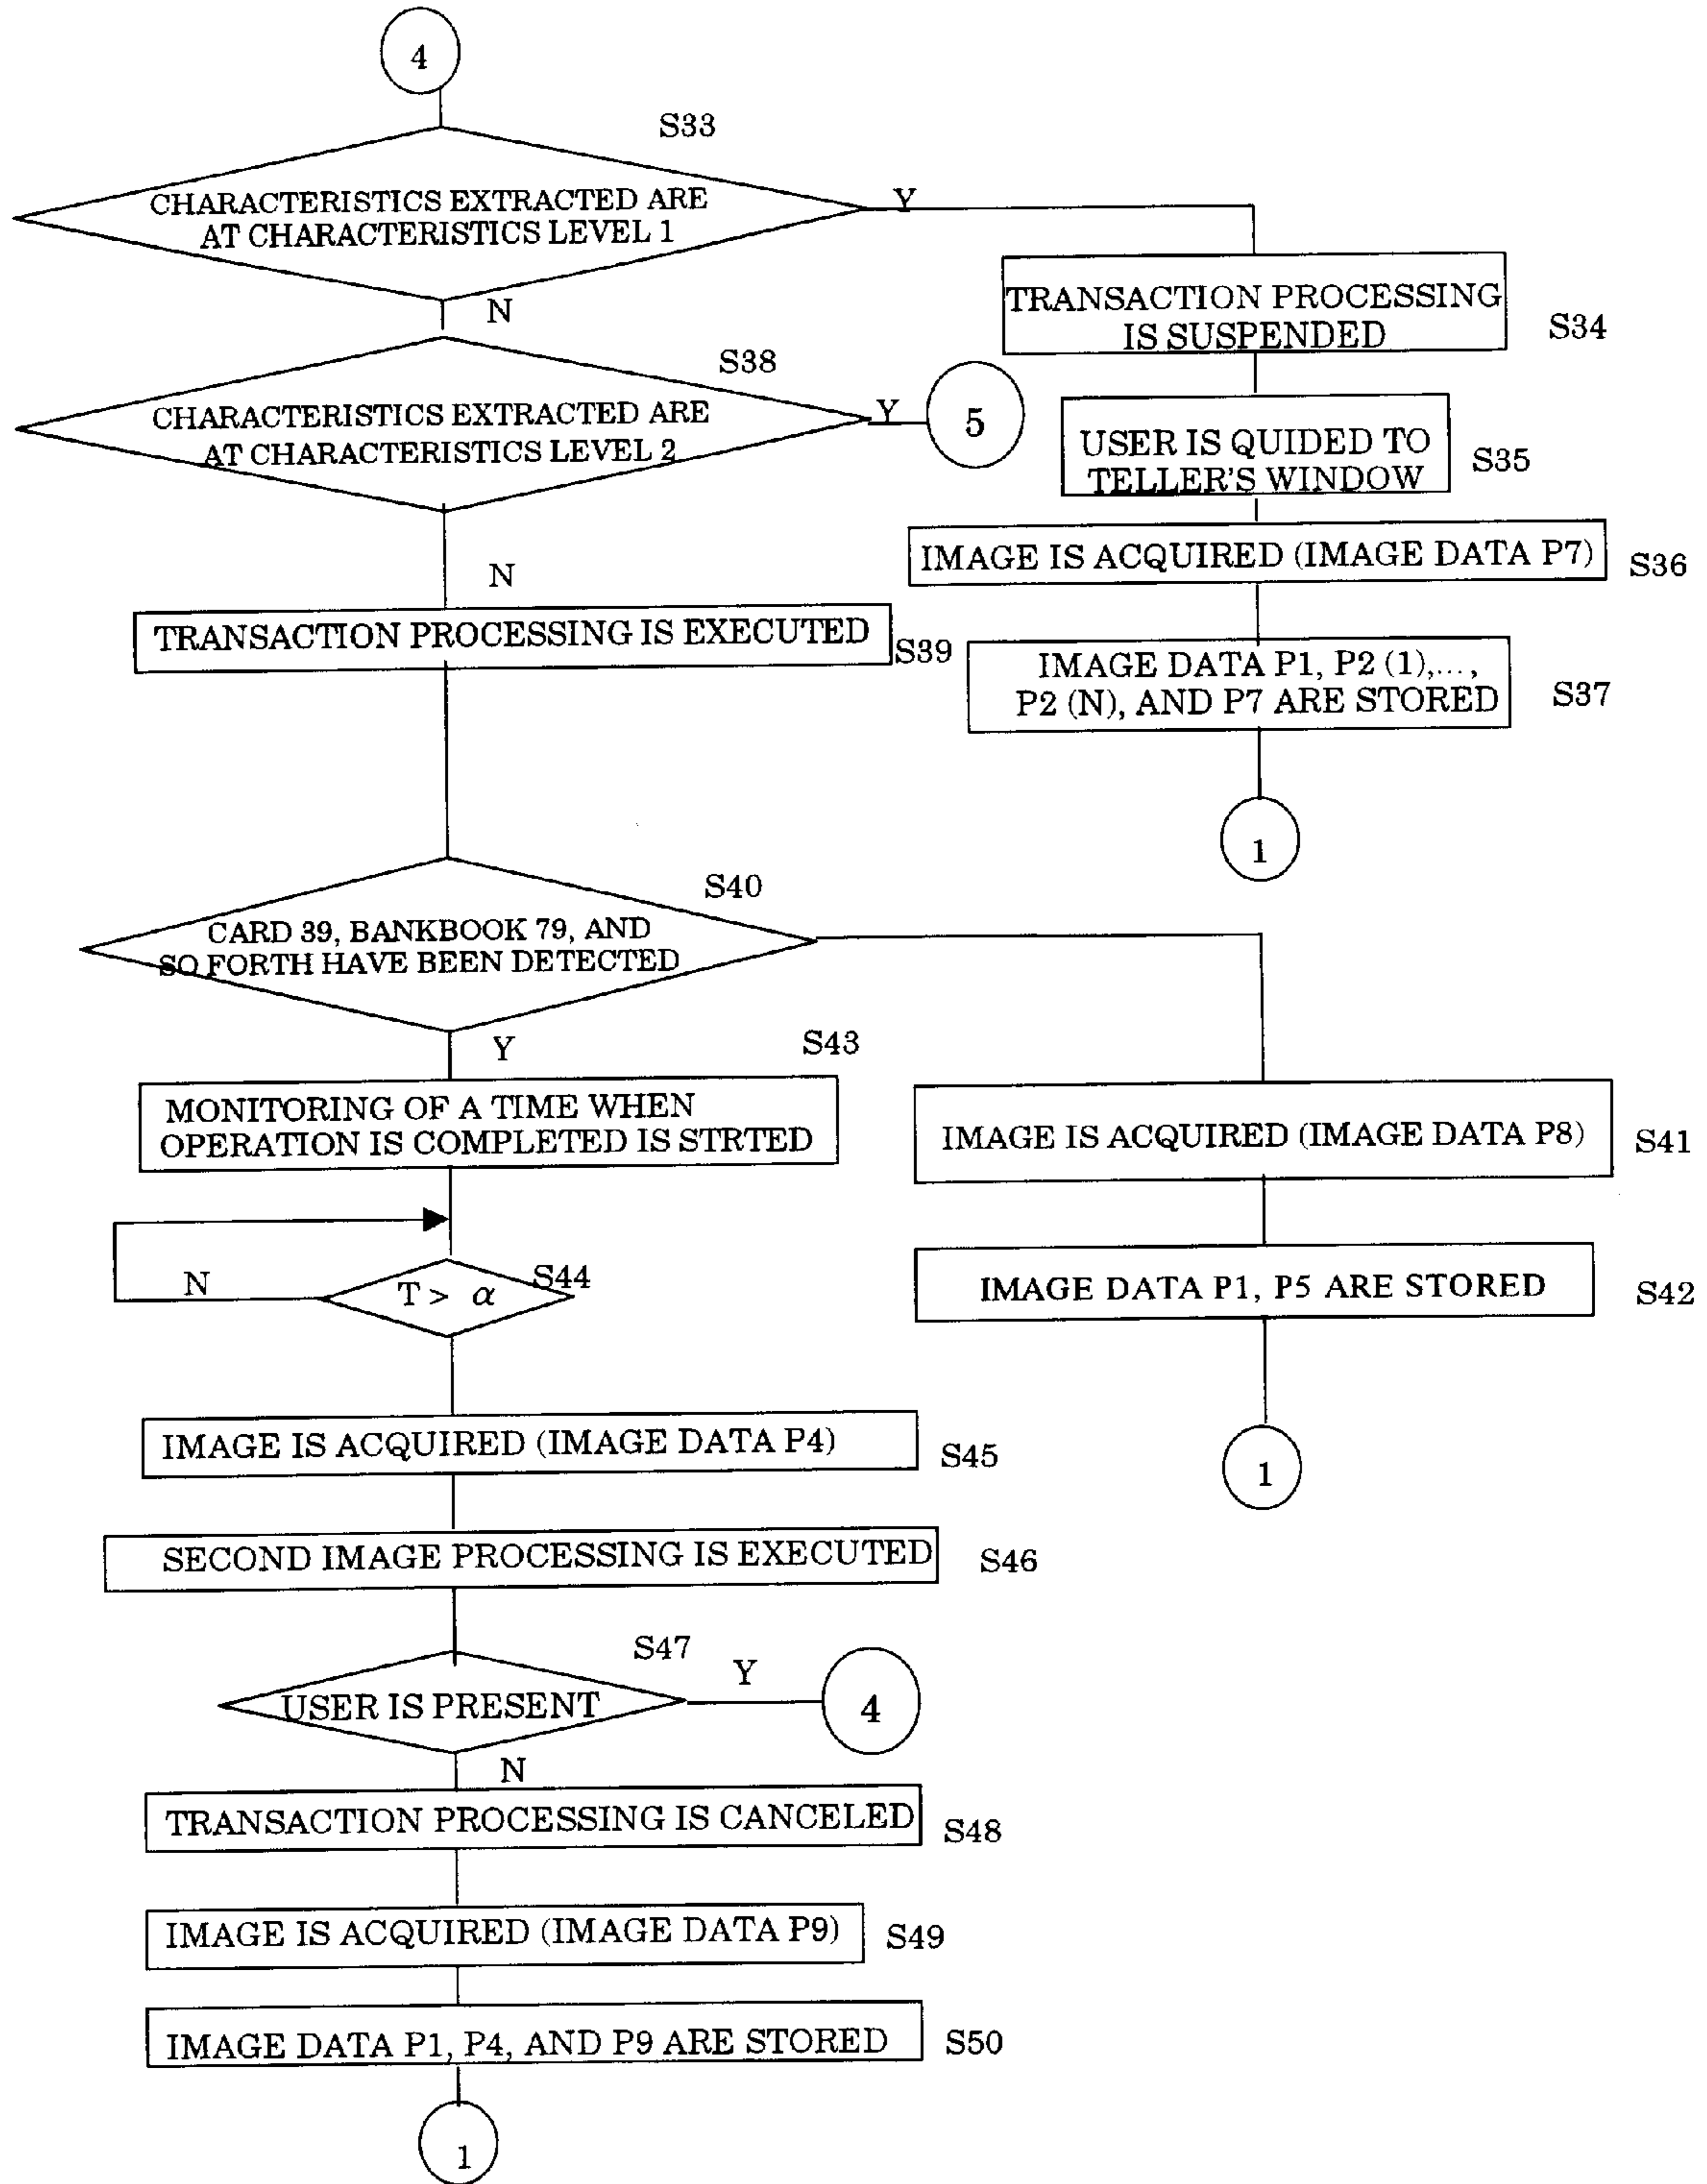 4
S33
CHARACTERISTICS EXTRACTED ARE
AT CHARACTERISTICS LEVEL 1
Y
N
TRANSACTION PROCESSING
IS SUSPENDED
S34
S38
CHARACTERISTICS EXTRACTED ARE
AT CHARACTERISTICS LEVEL 2
Y
5
USER IS QUIDED TO
TELLER'S WINDOW
S35
N
IMAGE IS ACQUIRED (IMAGE DATA P7)
S36
TRANSACTION PROCESSING IS EXECUTED
S39
IMAGE DATA P1, P2 (1),...,
P2 (N), AND P7 ARE STORED
S37
1
S40
CARD 39, BANKBOOK 79, AND
SO FORTH HAVE BEEN DETECTED
Y
S43
MONITORING OF A TIME WHEN
OPERATION IS COMPLETED IS STRTED
IMAGE IS ACQUIRED (IMAGE DATA P8)
S41
N
T > α
S44
IMAGE DATA P1, P5 ARE STORED
S42
IMAGE IS ACQUIRED (IMAGE DATA P4)
S45
1
SECOND IMAGE PROCESSING IS EXECUTED
S46
S47
USER IS PRESENT
Y
4
N
TRANSACTION PROCESSING IS CANCELED
S48
IMAGE IS ACQUIRED (IMAGE DATA P9)
S49
IMAGE DATA P1, P4, AND P9 ARE STORED
S50
1